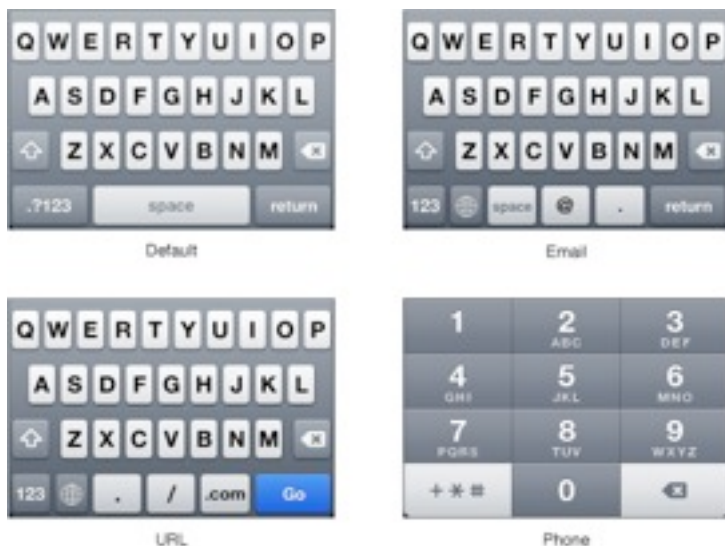 Q W E R T Y U I O P
A S D F G H J K L
Z X C V B N M
.?123 space return
Default
Q W E R T Y U I O P
A S D F G H J K L
Z X C V B N M
123 space @ . return
Email
Q W E R T Y U I O P
A S D F G H J K L
Z X C V B N M
123 . / .com Go
URL
1 2 3
ABC DEF
4 5 6
GHI JKL MNO
7 8 9
PQRS TUV WXYZ
+ * # 0
Phone